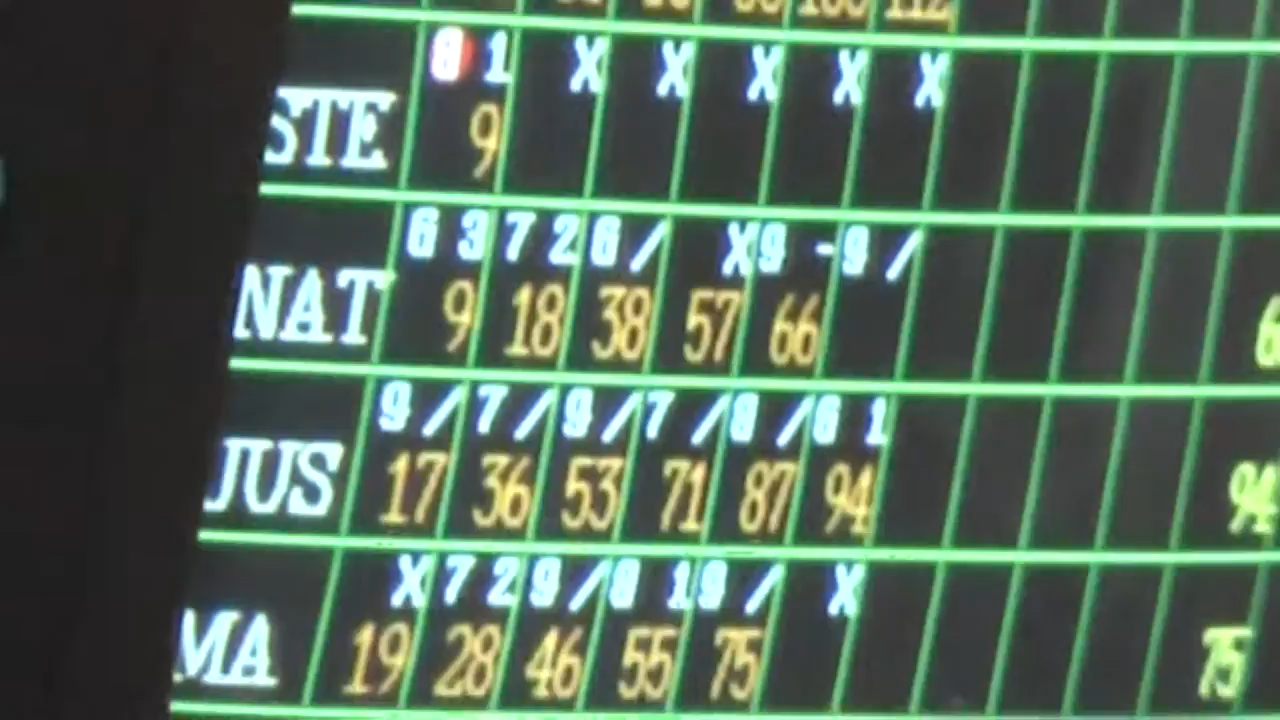 8 1 X X X X X
STE 9
6 3 7 2 6 / X 9 - 9 /
NAT 9 18 38 57 66
9 / 7 / 9 / 7 / 8 / 6 1
JUS 17 36 53 71 87 94 94
X 7 2 9 / 8 1 9 / X
MA 19 28 46 55 75 75